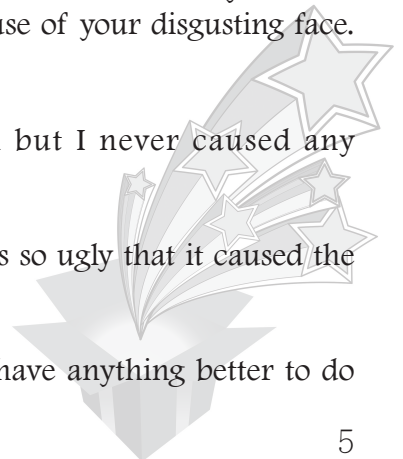 use of your disgusting face.
but I never caused any
s so ugly that it caused the
have anything better to do
5